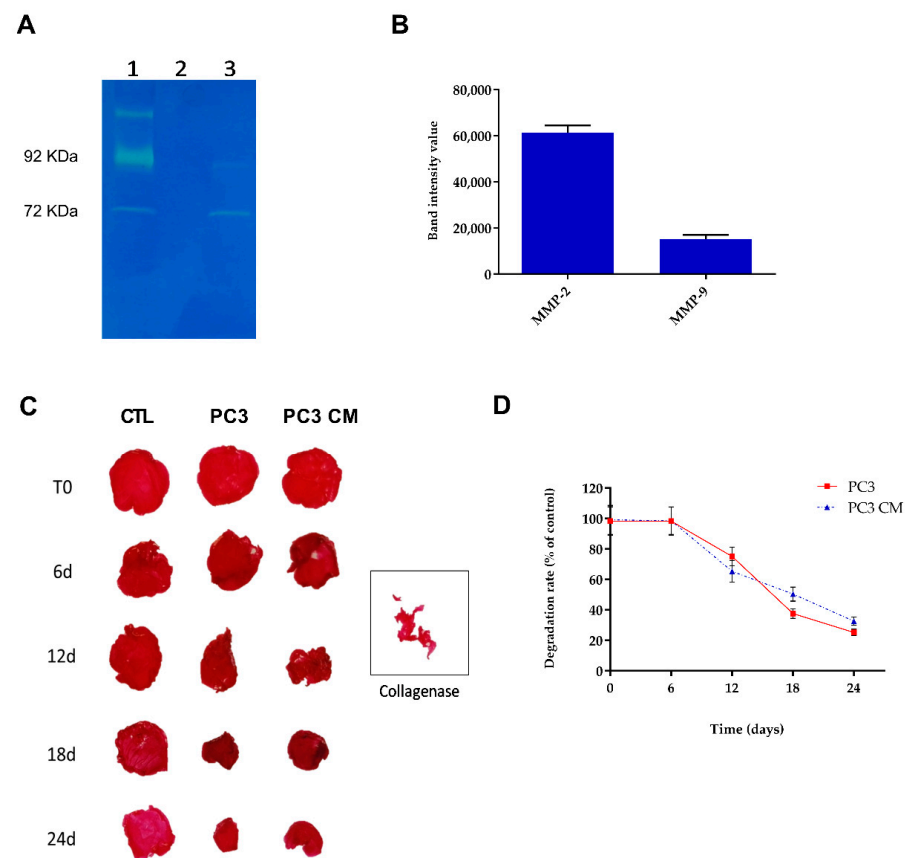 A
1 2 3
92 KDa
72 KDa
B
80,000
60,000
40,000
20,000
0
Band intensity value
MMP-2
MMP-9
C
CTL PC3 PC3 CM
T0
6d
12d
18d
24d
Collagenase
D
PC3
PC3 CM
120
100
80
60
40
20
0
Degradation rate (% of control)
0 6 12 18 24
Time (days)